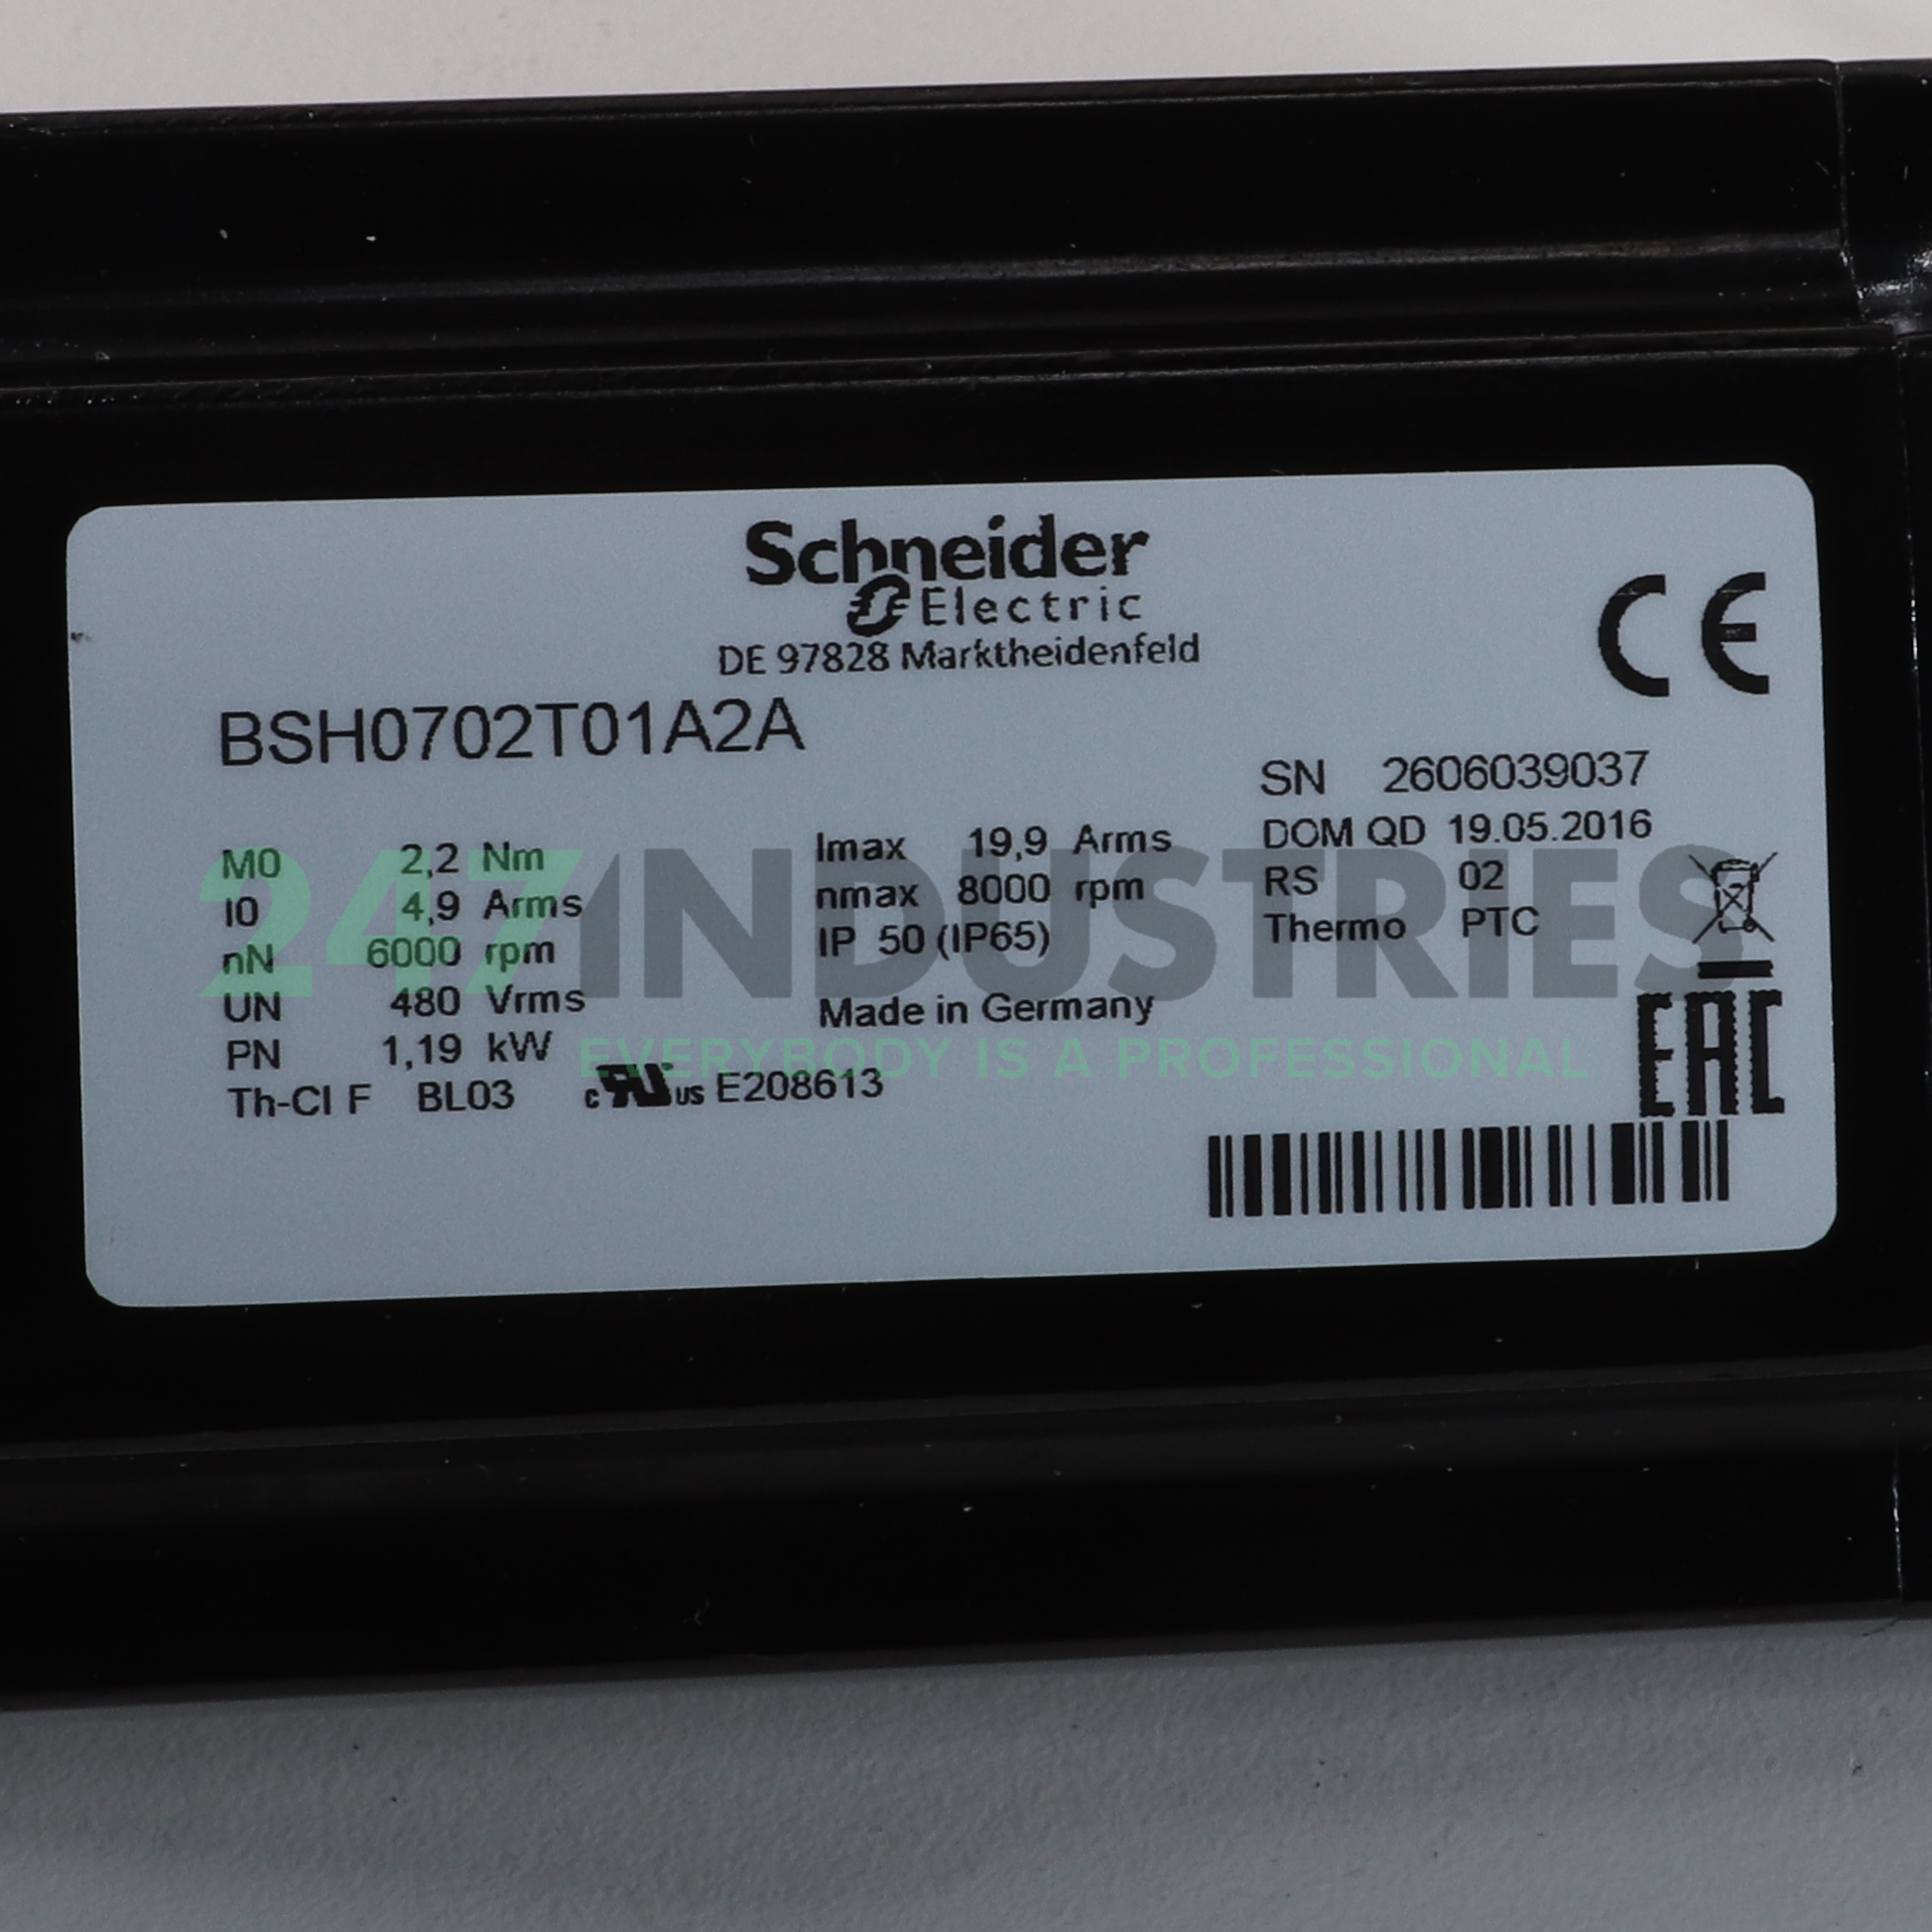 Schneider
Electric
DE 97828 Marktheidenfeld
CE
BSH0702T01A2A
SN 2606039037
DOM QD 19.05.2016
RS 02
Thermo PTC
M0 2,2 Nm
I0 4,9 Arms
nN 6000 rpm
UN 480 Vrms
PN 1,19 kW
Th-Cl F BL03
Imax 19,9 Arms
nmax 8000 rpm
IP 50 (IP65)
Made in Germany
c RU us E208613
EAC
247INDUSTRIES
EVERYBODY IS A PROFESSIONAL